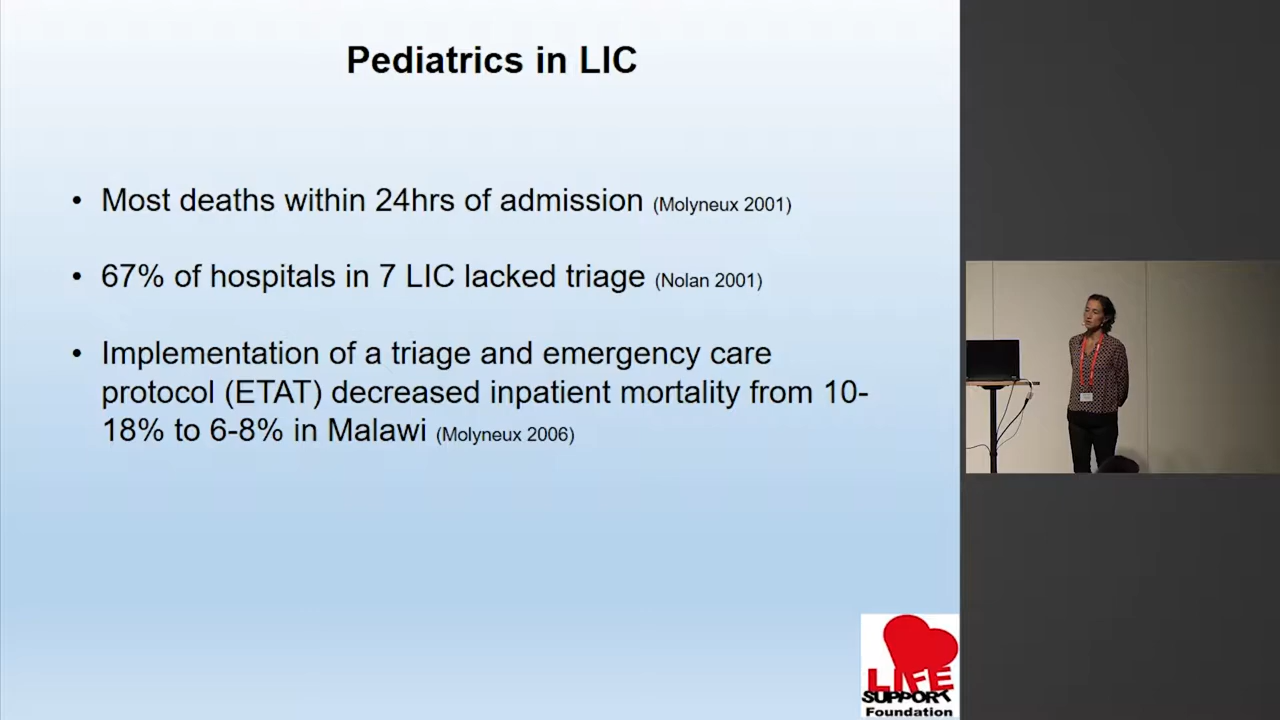 Pediatrics in LIC
• Most deaths within 24hrs of admission (Molyneux 2001)
• 67% of hospitals in 7 LIC lacked triage (Nolan 2001)
• Implementation of a triage and emergency care
protocol (ETAT) decreased inpatient mortality from 10-
18% to 6-8% in Malawi (Molyneux 2006)
LIFE
SUPPORT
Foundation